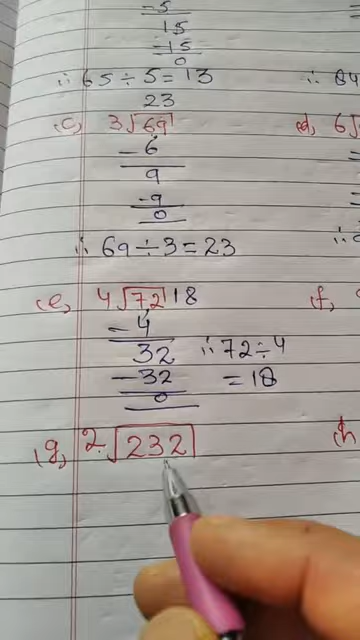 -5
15
-15
0
∴ 65 ÷ 5 = 13
∴ 84
23
(c, 3√69
(d, 6√
-6
9
-9
0
∴ 69 ÷ 3 = 23
(e, 4√72 18
(f,
-4
32 ∴ 72 ÷ 4
-32 = 18
0
(g, 2√232
(h